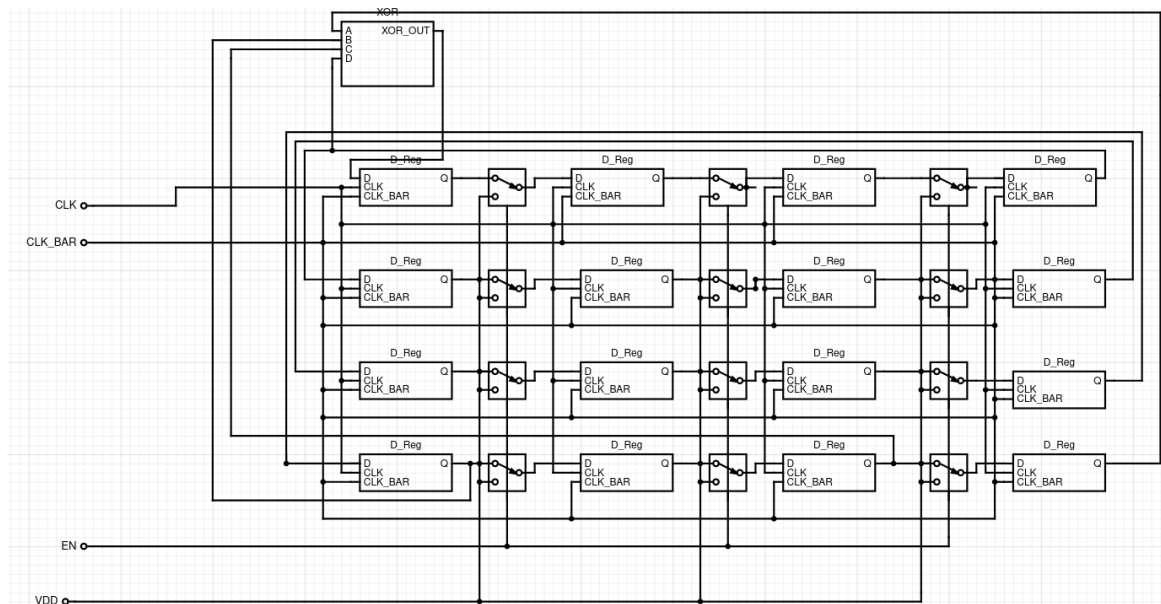 XOR
A XOR_OUT
B
C
D
D_Reg D_Reg D_Reg D_Reg
D Q D Q D Q D Q
CLK CLK CLK CLK
CLK_BAR CLK_BAR CLK_BAR CLK_BAR
CLK
CLK_BAR
D_Reg D_Reg D_Reg D_Reg
D Q D Q D Q D Q
CLK CLK CLK CLK
CLK_BAR CLK_BAR CLK_BAR CLK_BAR
D_Reg D_Reg D_Reg D_Reg
D Q D Q D Q D Q
CLK CLK CLK CLK
CLK_BAR CLK_BAR CLK_BAR CLK_BAR
D_Reg D_Reg D_Reg D_Reg
D Q D Q D Q D Q
CLK CLK CLK CLK
CLK_BAR CLK_BAR CLK_BAR CLK_BAR
EN
VDD